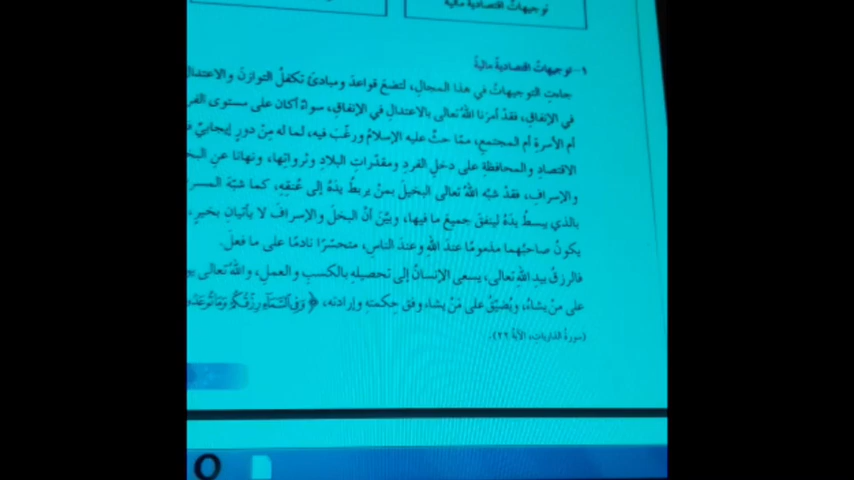 توجيهاتٌ اقتصاديةٌ ماليةٌ
١- توجيهاتٌ اقتصاديةٌ ماليةٌ
جاءتِ التوجيهاتُ في هذا المجالِ، لتضعَ قواعدَ ومبادئَ تكفلُ التوازنَ والاعتدال
في الإنفاقِ، فقدْ أمرَنا اللهُ تعالى بالاعتدالِ في الإنفاقِ، سواءٌ أكان على مستوى
أم الأسرةِ أم المجتمعِ، ممّا حثَّ عليه الإسلامُ ورغّبَ فيه، لما له مِنْ دورٍ إيجابيٍّ
الاقتصادِ والمحافظةِ على دخلِ الفردِ ومقدّراتِ البلادِ وثرواتِها، ونهانا عنِ
والإسرافِ، فقدْ شبّه اللهُ تعالى البخيلَ بمنْ يربطُ يدَهُ إلى عُنقِهِ، كما شبّهَ
بالذي يبسطُ يدَهُ لينفقَ جميعَ ما فيها، وبيّنَ أنَّ البخلَ والإسرافَ لا يأتيانِ بخيرٍ،
يكونُ صاحبُهما مذمومًا عندَ اللهِ وعندَ الناسِ، متحسّرًا نادمًا على ما فعلَ.
فالرزقُ بيدِ اللهِ تعالى، يسعى الإنسانُ إلى تحصيلِه بالكسبِ والعملِ، واللهُ تعالى
على مَنْ يشاءُ، ويُضيّقُ على مَنْ يشاء وفق حِكمتهِ وإرادتِه، ﴿ وَفِي ٱلسَّمَآءِ رِزۡقُكُمۡ وَمَا تُوعَدُونَ
(سورةُ الذارياتِ، الآيةُ ٢٢).